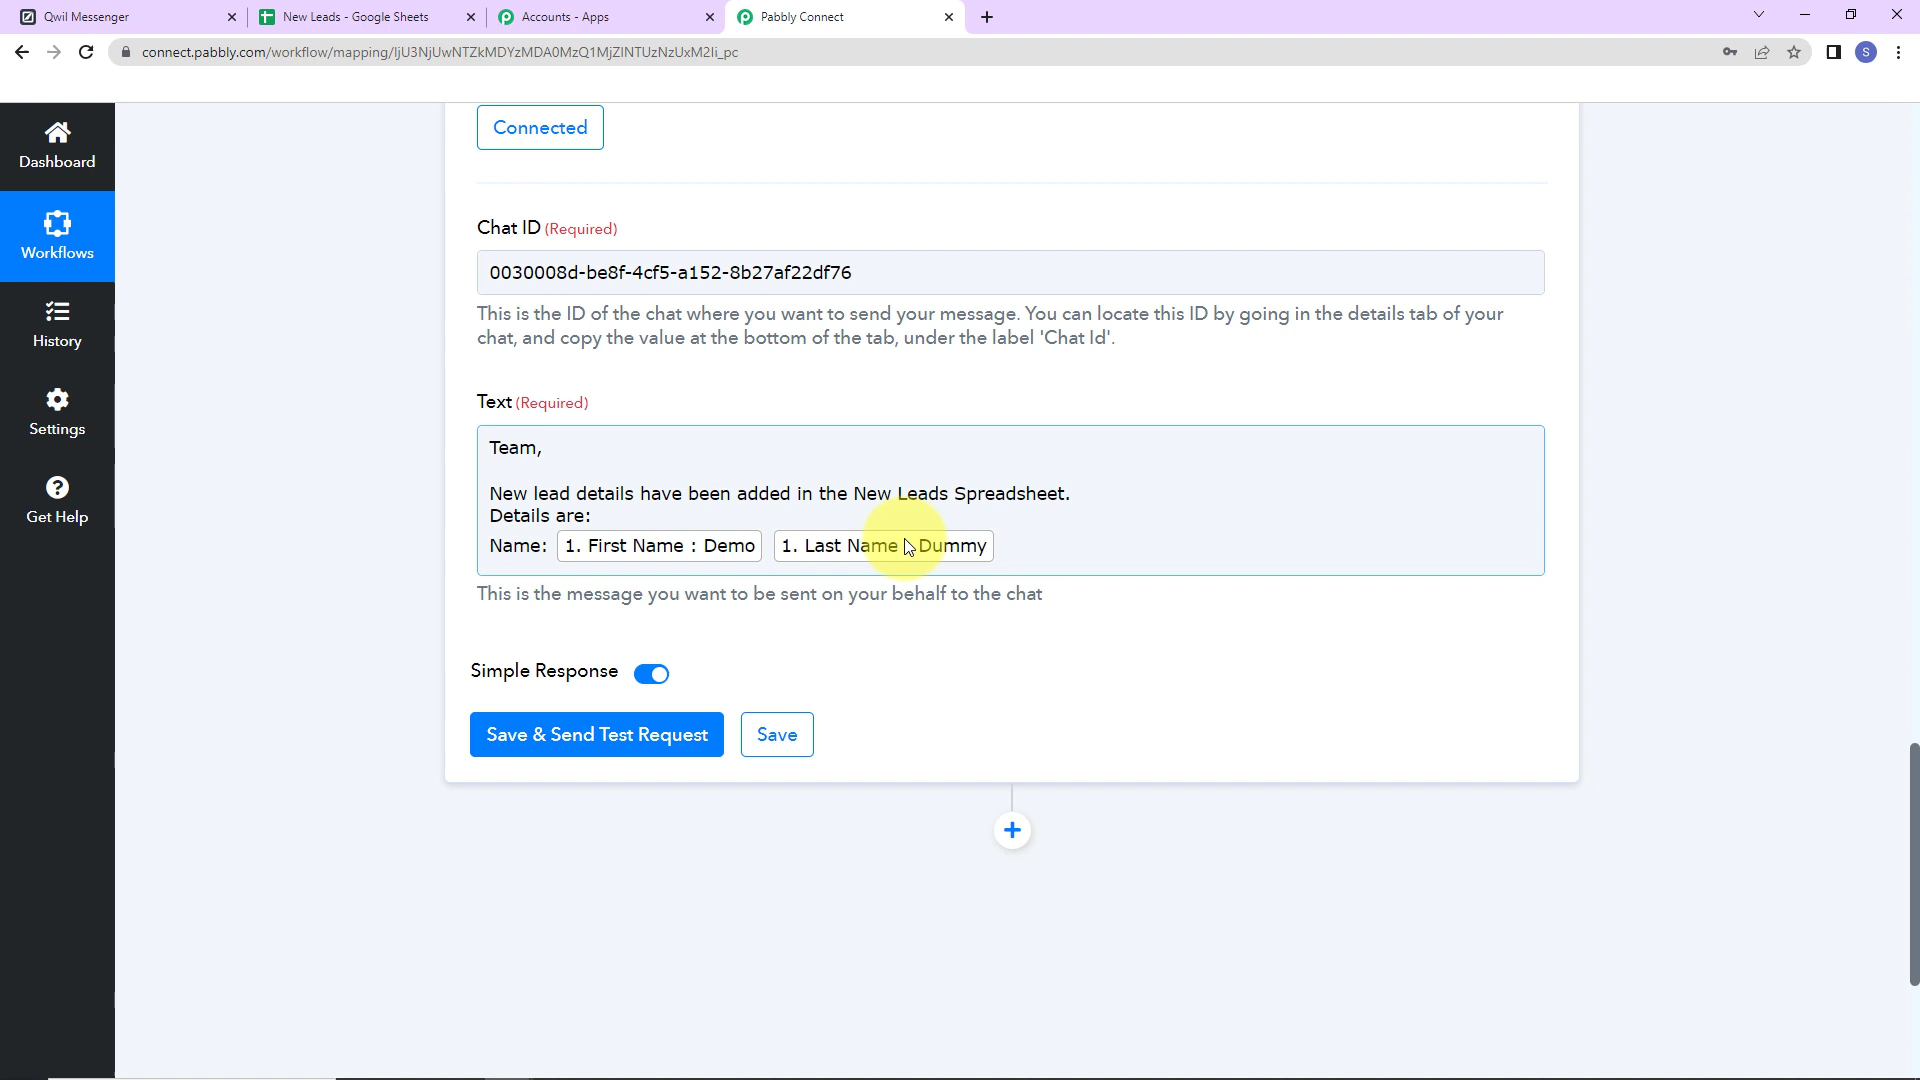 Qwil Messenger
New Leads - Google Sheets
Accounts - Apps
Pabbly Connect
connect.pabbly.com/workflow/mapping/IjU3NjUwNTZkMDYzMDA0MzQ1MjZlNTUzNzUxM2Ii_pc
S
Dashboard
Workflows
History
Settings
Get Help
Connected
Chat ID (Required)
0030008d-be8f-4cf5-a152-8b27af22df76
This is the ID of the chat where you want to send your message. You can locate this ID by going in the details tab of your
chat, and copy the value at the bottom of the tab, under the label 'Chat Id'.
Text (Required)
Team,
New lead details have been added in the New Leads Spreadsheet.
Details are:
Name: 1. First Name : Demo 1. Last Name : Dummy
This is the message you want to be sent on your behalf to the chat
Simple Response
Save & Send Test Request
Save